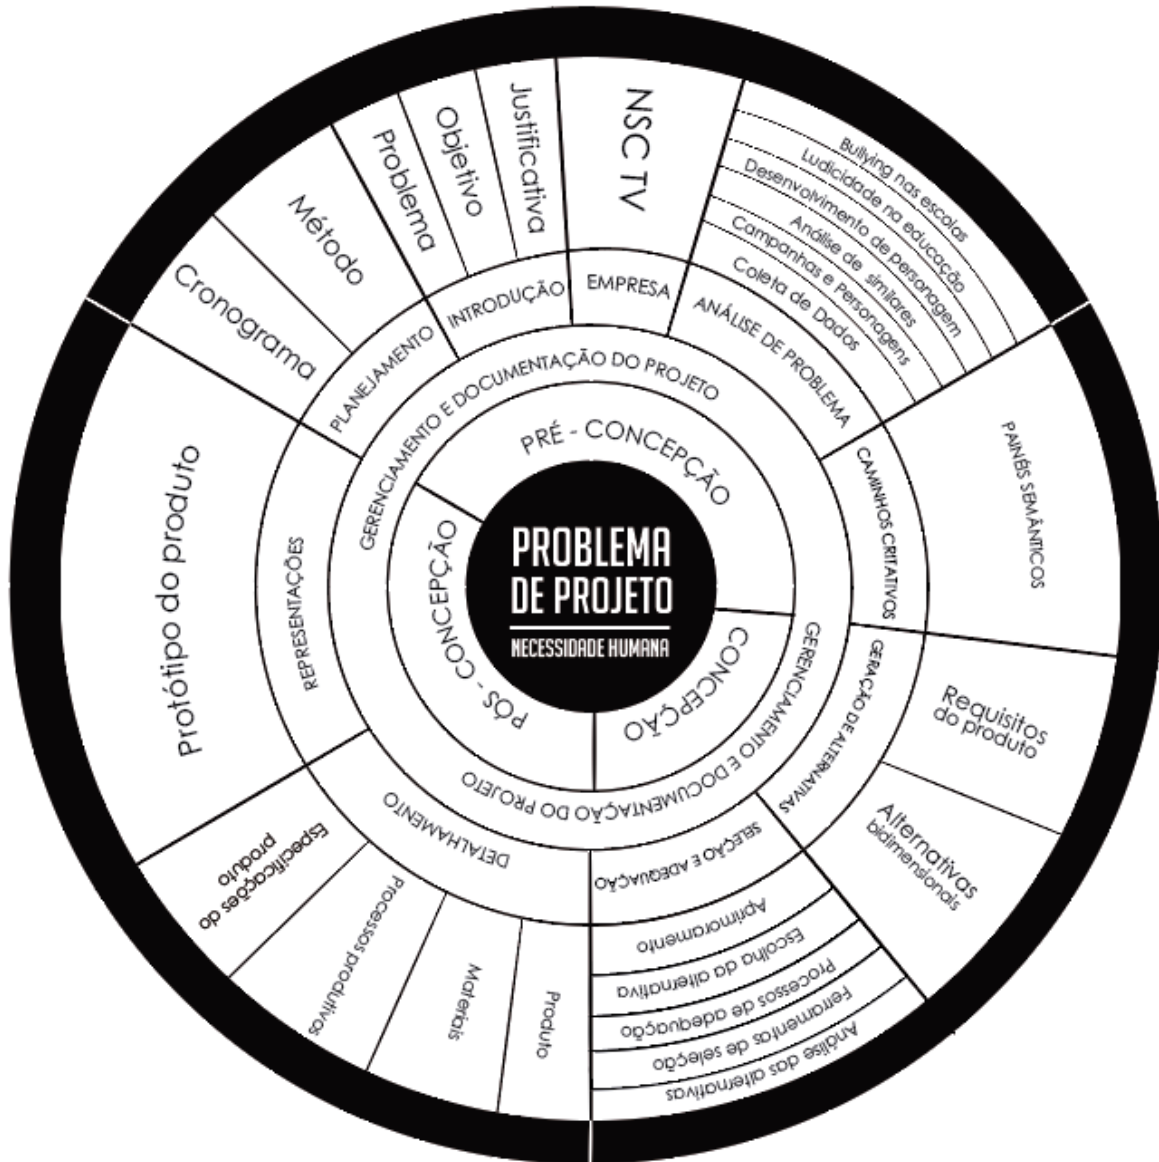 PROBLEMA
DE PROJETO
NECESSIDADE HUMANA
PRÉ - CONCEPÇÃO
CONCEPÇÃO
PÓS - CONCEPÇÃO
GERENCIAMENTO E DOCUMENTAÇÃO DO PROJETO
GERENCIAMENTO E DOCUMENTAÇÃO DO PROJETO
PLANEJAMENTO
Cronograma
Método
INTRODUÇÃO
Problema
Objetivo
Justificativa
EMPRESA
NSC TV
ANÁLISE DE PROBLEMA
Bullying nas escolas
Ludicidade na educação
Desenvolvimento de personagem
Análise de similares
Campanhas e Personagens
Coleta de Dados
CAMINHOS CRITATIVOS
PAINÉIS SEMÂNTICOS
GERAÇÃO DE ALTERNATIVAS
Requisitos
do produto
Alternativas
bidimensionais
SELEÇÃO E ADEQUAÇÃO
Aprimoramento
Escolha da alternativa
Processos de adequação
Ferramentas de seleção
Análise das alternativas
DETALHAMENTO
Produto
Materiais
Processos produtivos
Especificações do
produto
REPRESENTAÇÕES
Protótipo do produto